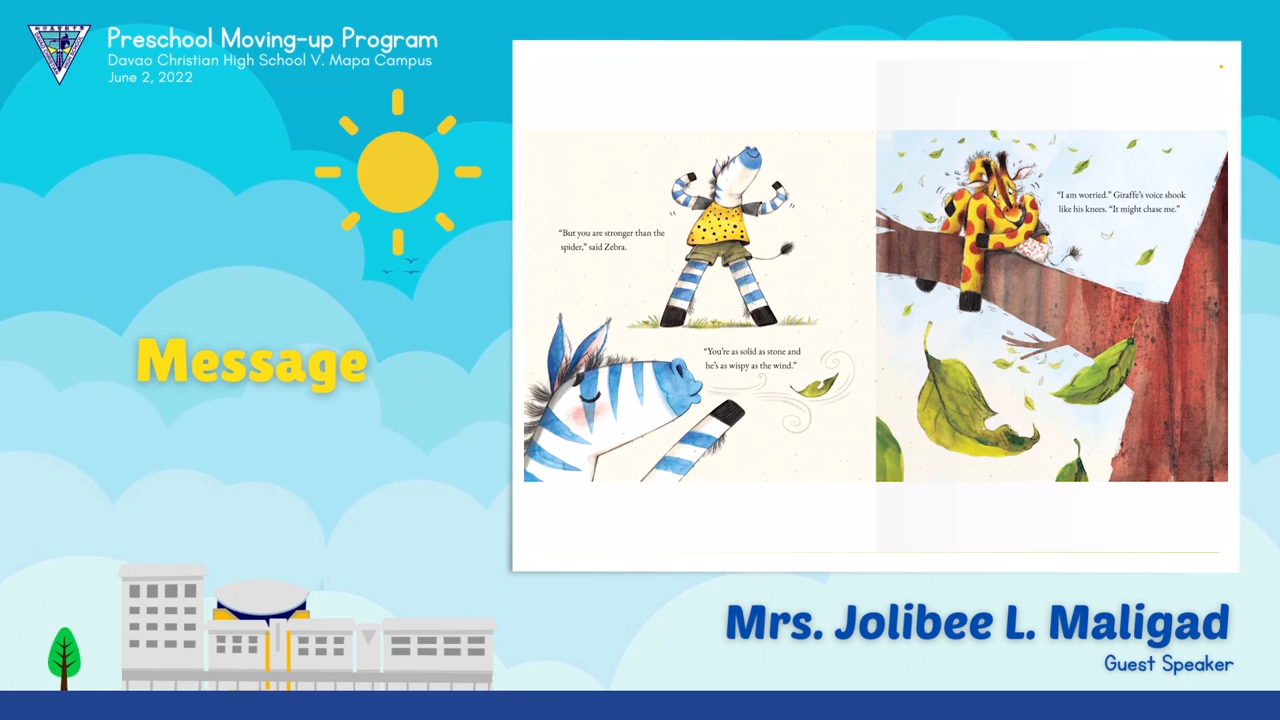 Preschool Moving-up Program
Davao Christian High School V. Mapa Campus
June 2, 2022
Message
“But you are stronger than the
spider,” said Zebra.
“You’re as solid as stone and
he’s as wispy as the wind.”
“I am worried.” Giraffe’s voice shook
like his knees. “It might chase me.”
Mrs. Jolibee L. Maligad
Guest Speaker